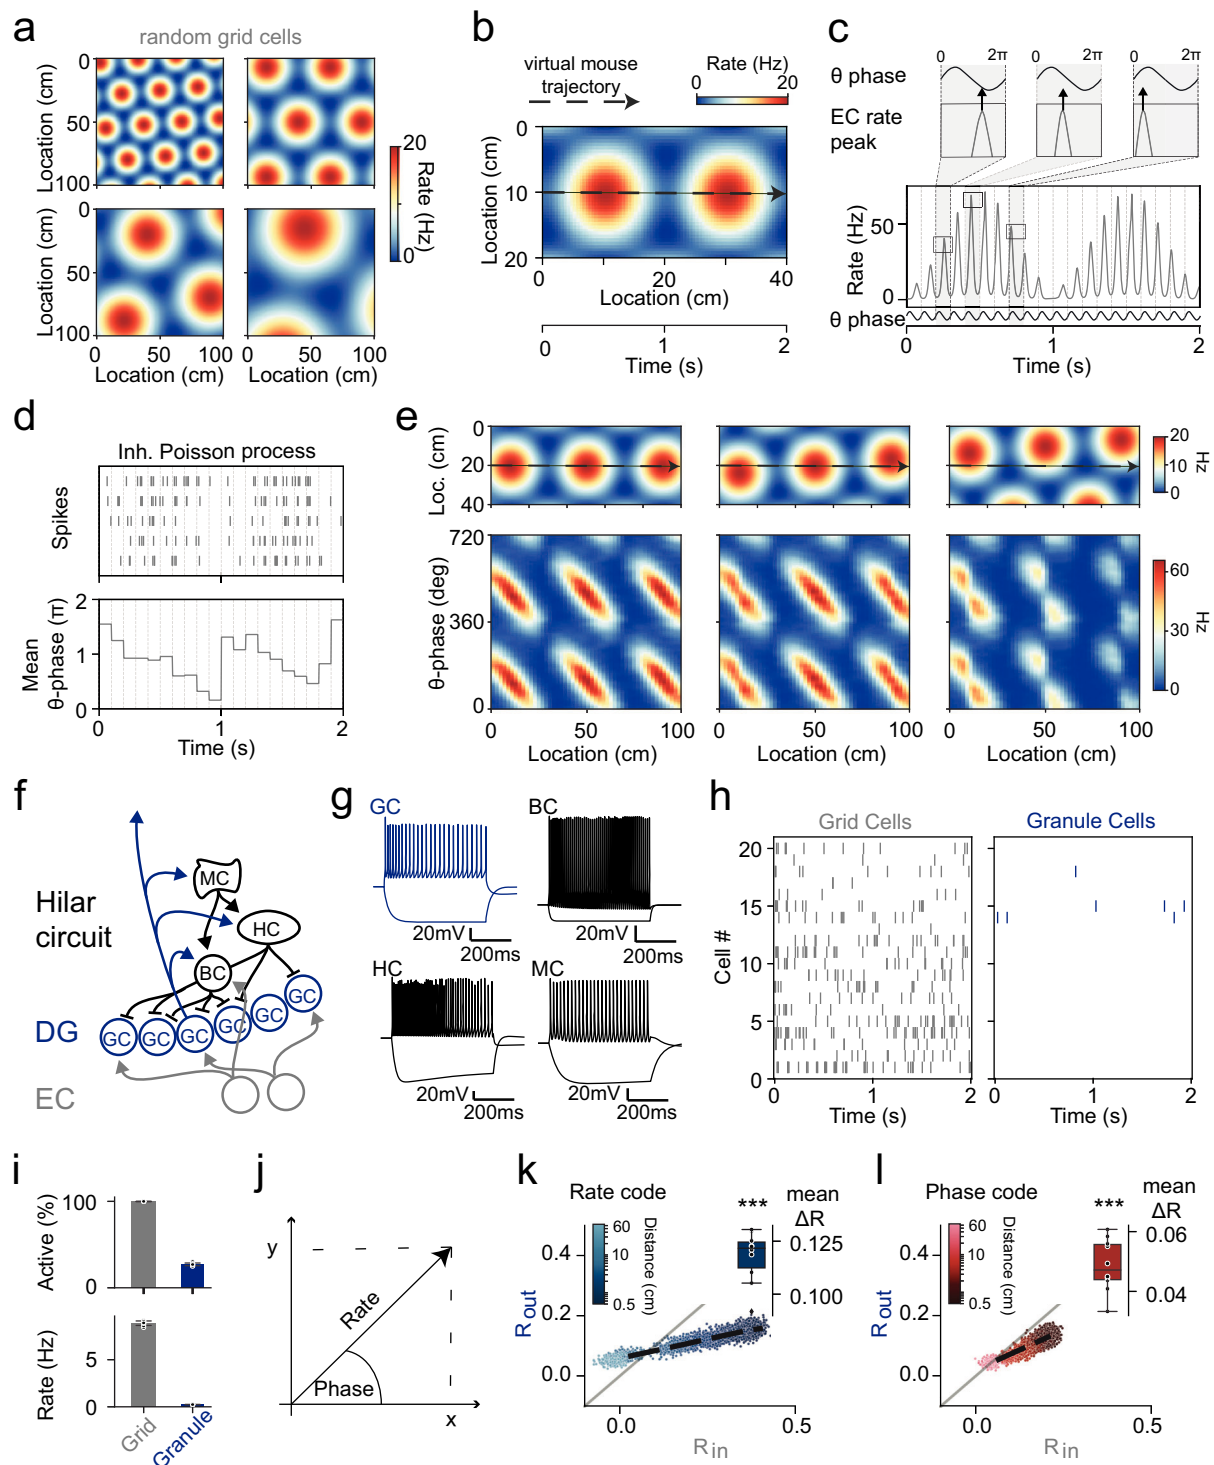 a
random grid cells
0
50
100
Location (cm)
0
50
100
Location (cm)
0
50
100
0
50
100
Location (cm)
Location (cm)
20
0
Rate (Hz)
b
virtual mouse
trajectory
Rate (Hz)
0
20
0
10
20
Location (cm)
0
20
40
Location (cm)
0
1
2
Time (s)
c
0
2π
0
2π
0
2π
θ phase
EC rate
peak
50
0
Rate (Hz)
θ phase
0
1
2
Time (s)
d
Inh. Poisson process
Spikes
2
1
0
Mean
θ-phase (π)
0
1
2
Time (s)
e
0
20
40
Loc. (cm)
20
10
0
Hz
720
360
0
θ-phase (deg)
60
30
0
Hz
0
50
100
0
50
100
0
50
100
Location (cm)
Location (cm)
Location (cm)
f
MC
Hilar
circuit
HC
BC
GC
GC
GC
GC
GC
GC
DG
EC
g
GC
20mV
200ms
BC
20mV
200ms
HC
20mV
200ms
MC
20mV
200ms
h
Grid Cells
Granule Cells
20
15
10
5
0
Cell #
0
1
2
0
1
2
Time (s)
Time (s)
i
100
0
Active (%)
5
0
Rate (Hz)
Grid
Granule
j
y
Rate
Phase
x
k
Rate code
60
10
0.5
Distance (cm)
***
mean
ΔR
0.125
0.100
0.4
0.2
0.0
Rout
0.0
0.5
Rin
l
Phase code
60
10
0.5
Distance (cm)
***
mean
ΔR
0.06
0.04
0.4
0.2
0.0
Rout
0.0
0.5
Rin